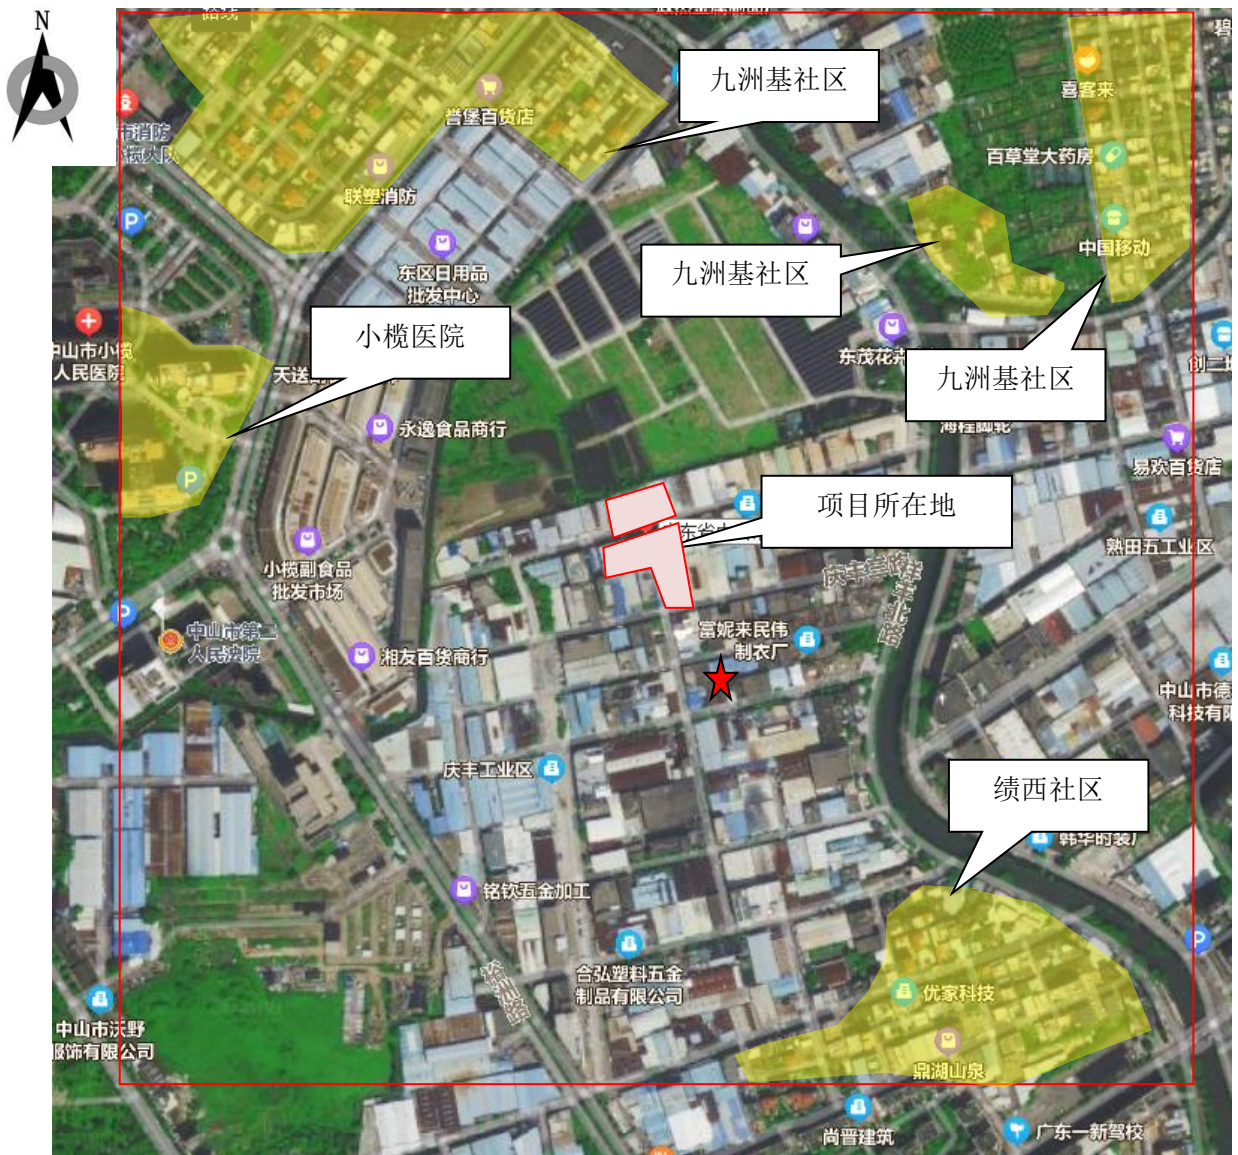 N
九洲基社区
喜客来
誉堡百货店
百草堂大药房
联塑消防
中国移动
东区日用品
批发中心
九洲基社区
小榄医院
中山市小榄
人民医院
九洲基社区
永逸食品商行
易欢百货店
项目所在地
熟田五工业区
小榄副食品
批发市场
中山市第二
人民法院
富妮来民伟
制衣厂
湘友百货商行
中山市德
科技有限
庆丰工业区
绩西社区
韩华时装厂
铭钦五金加工
合弘塑料五金
制品有限公司
优家科技
中山市沃野
服饰有限公司
鼎湖山泉
尚晋建筑
广东一新驾校